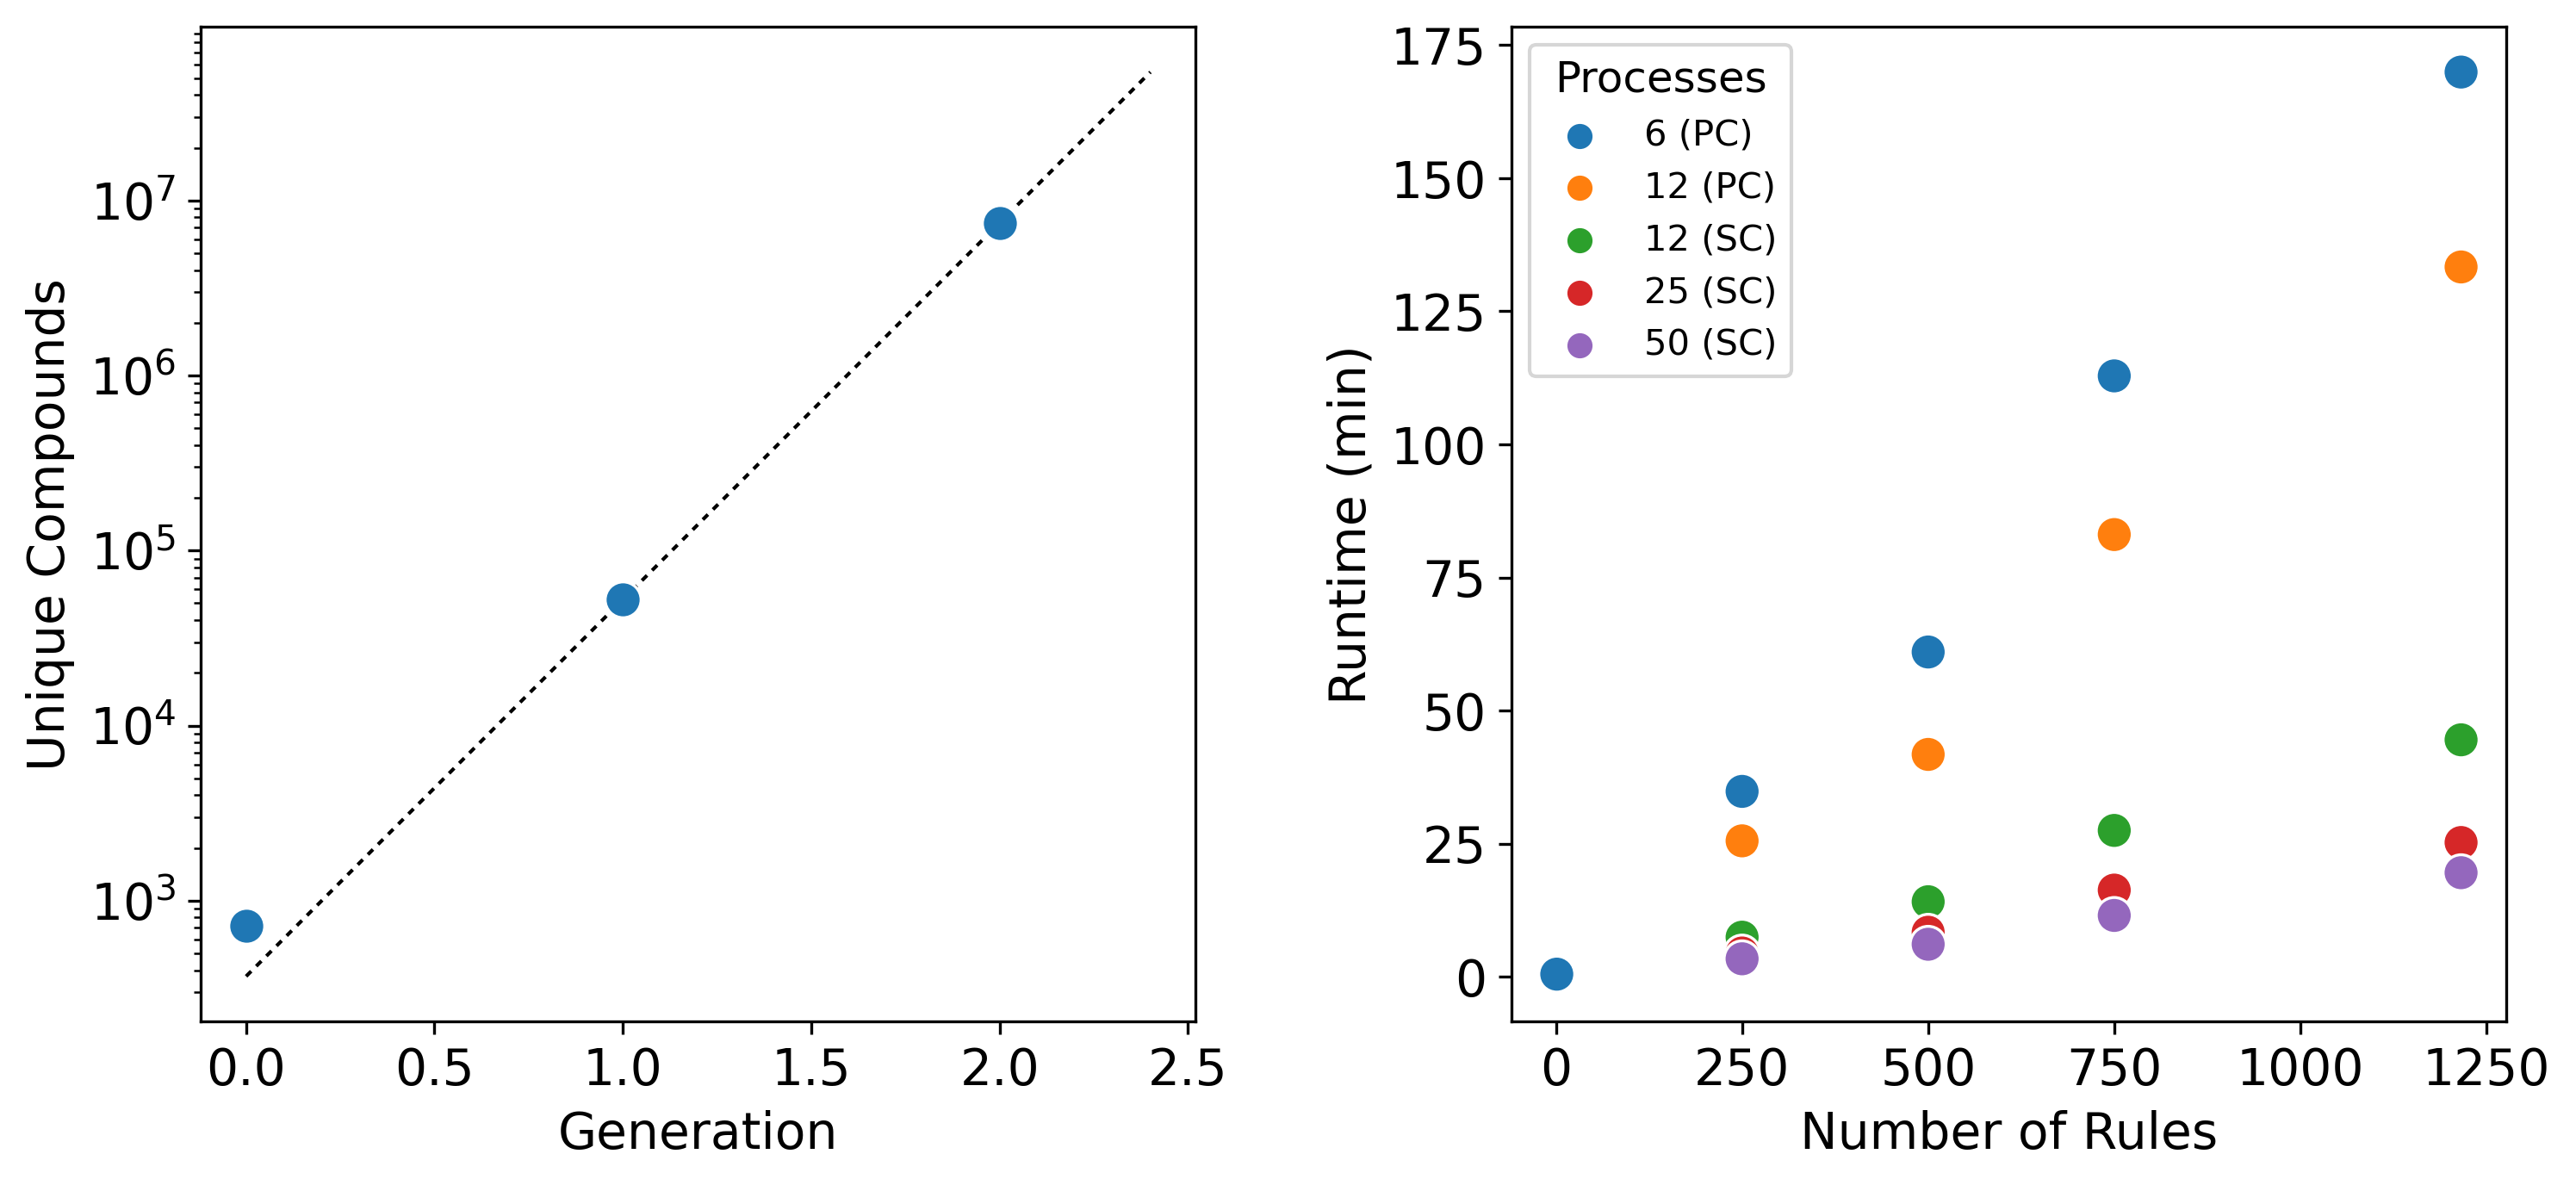 Unique Compounds
10^7
10^6
10^5
10^4
10^3
0.0 0.5 1.0 1.5 2.0 2.5
Generation
Runtime (min)
175
150
125
100
75
50
25
0
Processes
6 (PC)
12 (PC)
12 (SC)
25 (SC)
50 (SC)
0 250 500 750 1000 1250
Number of Rules